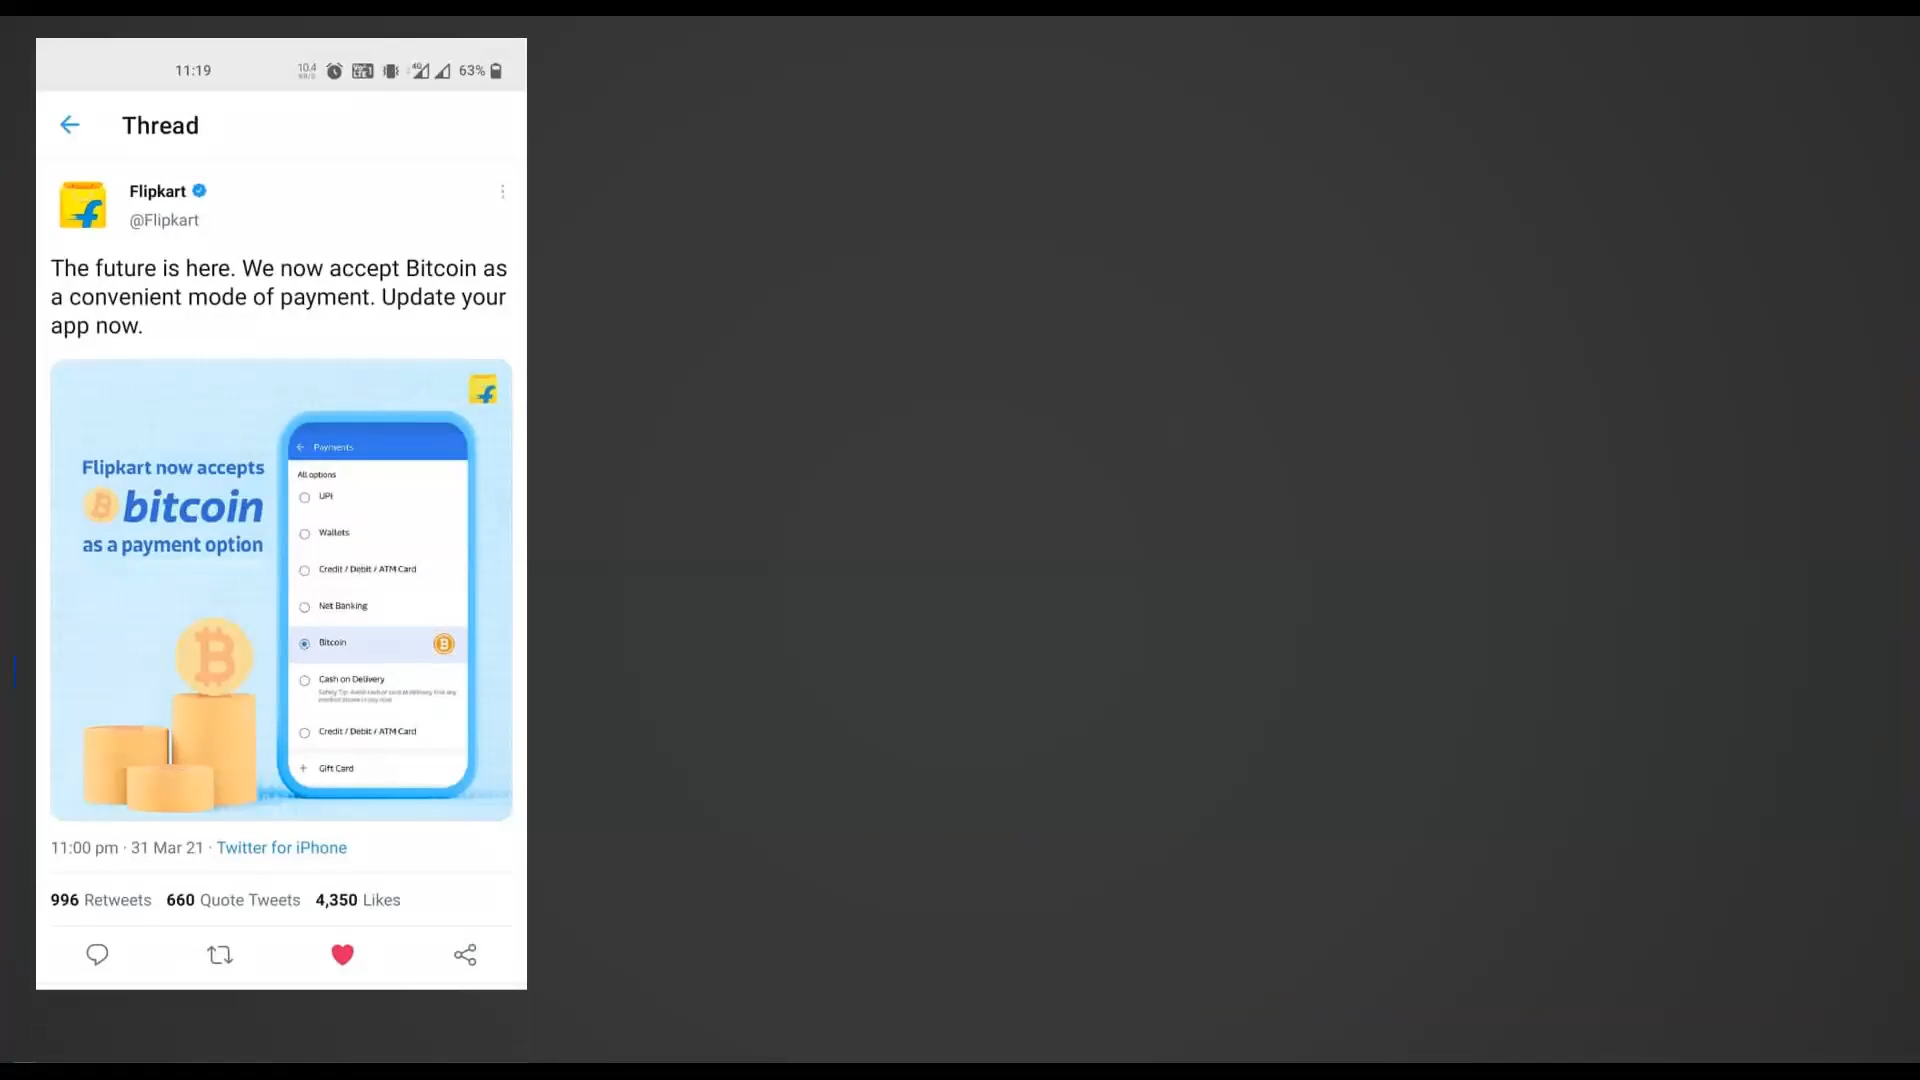 11:19
10.4
4G
63%
Thread
Flipkart
@Flipkart
The future is here. We now accept Bitcoin as
a convenient mode of payment. Update your
app now.
Flipkart now accepts
bitcoin
as a payment option
Payments
All options
UPI
Wallets
Credit / Debit / ATM Card
Net Banking
Bitcoin
Cash on Delivery
Credit / Debit / ATM Card
+ Gift Card
11:00 pm · 31 Mar 21 · Twitter for iPhone
996 Retweets 660 Quote Tweets 4,350 Likes